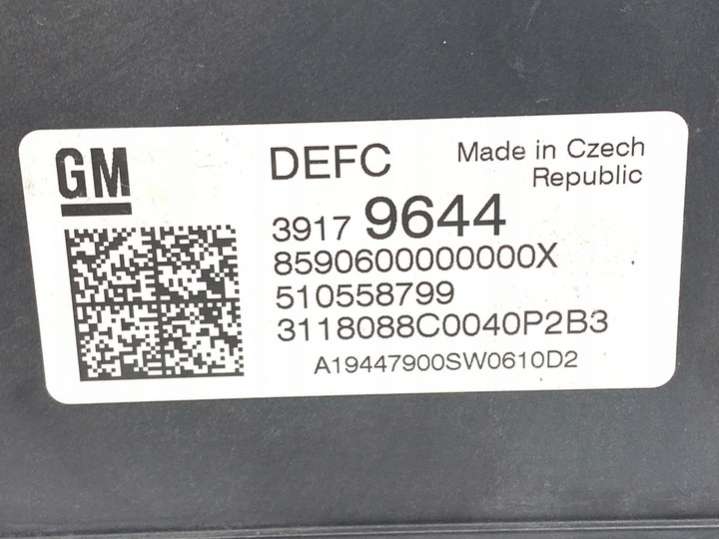 GM
DEFC
Made in Czech
Republic
3917 9644
8590600000000X
510558799
3118088C0040P2B3
A19447900SW0610D2